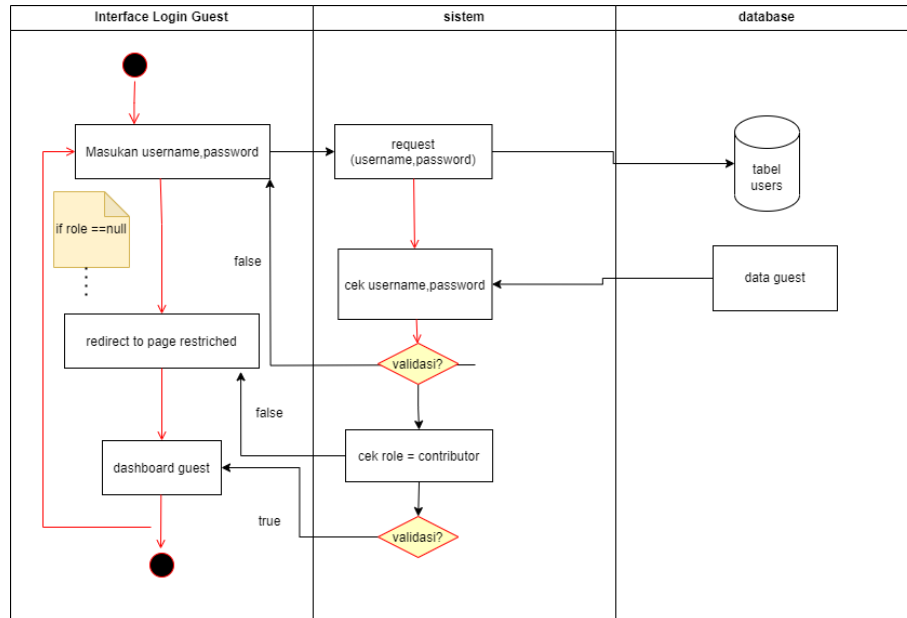 Interface Login Guest
sistem
database
Masukan username,password
request
(username,password)
tabel
users
if role ==null
false
cek username,password
data guest
redirect to page restriched
validasi?
false
cek role = contributor
dashboard guest
true
validasi?